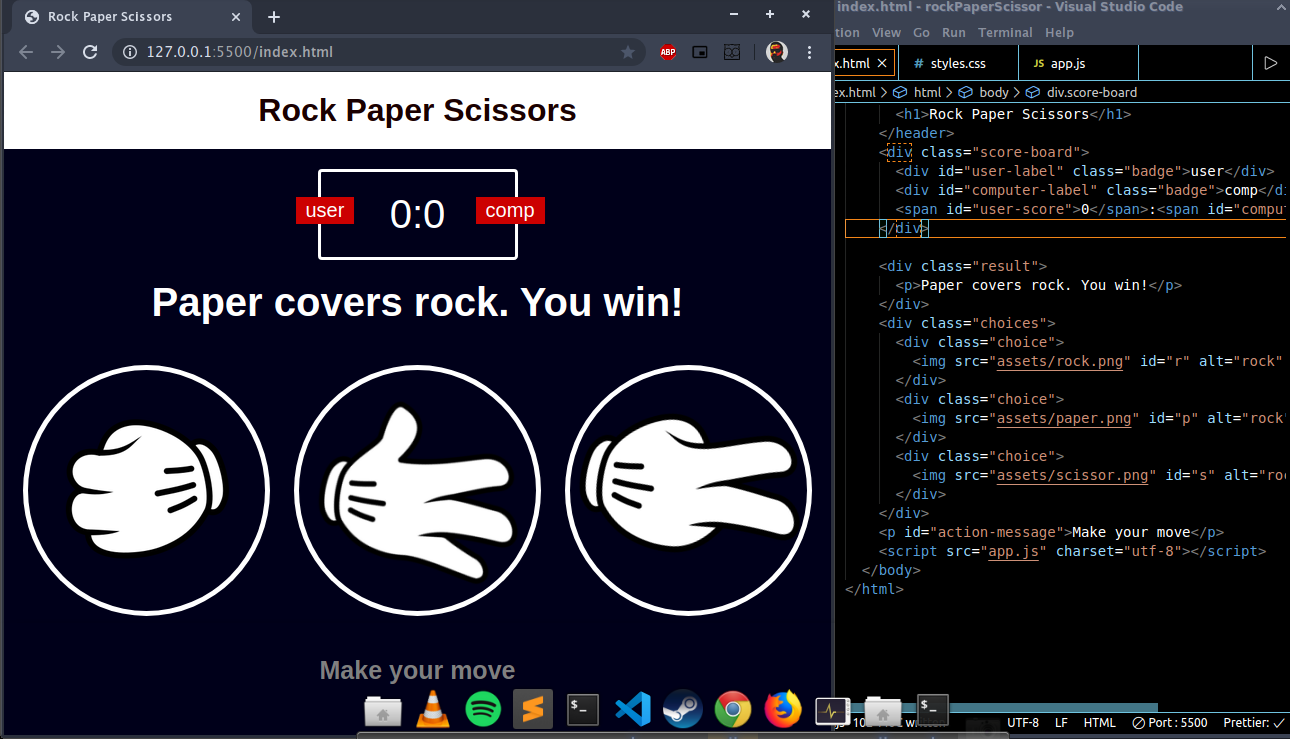 Rock Paper Scissors
127.0.0.1:5500/index.html
ABP
Rock Paper Scissors
user
0:0
comp
Paper covers rock. You win!
Make your move
$_
$_
index.html - rockPaperScissor - Visual Studio Code
tion View Go Run Terminal Help
x.html
# styles.css
JS app.js
ex.html > html > body > div.score-board
<h1>Rock Paper Scissors</h1>
</header>
<div class="score-board">
<div id="user-label" class="badge">user</div>
<div id="computer-label" class="badge">comp</di
<span id="user-score">0</span>:<span id="comput
</div>
<div class="result">
<p>Paper covers rock. You win!</p>
</div>
<div class="choices">
<div class="choice">
<img src="assets/rock.png" id="r" alt="rock"
</div>
<div class="choice">
<img src="assets/paper.png" id="p" alt="rock"
</div>
<div class="choice">
<img src="assets/scissor.png" id="s" alt="roc
</div>
</div>
<p id="action-message">Make your move</p>
<script src="app.js" charset="utf-8"></script>
</body>
</html>
UTF-8 LF HTML Port : 5500 Prettier: ✓